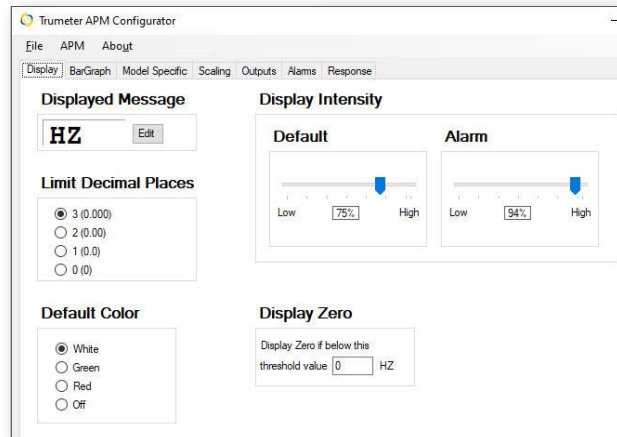 Trumeter APM Configurator
File APM About
Display BarGraph Model Specific Scaling Outputs Alarms Response
Displayed Message
HZ Edit
Limit Decimal Places
3 (0.000)
2 (0.00)
1 (0.0)
0 (0)
Default Color
White
Green
Red
Off
Display Intensity
Default
Low 75% High
Alarm
Low 94% High
Display Zero
Display Zero if below this
threshold value 0 HZ